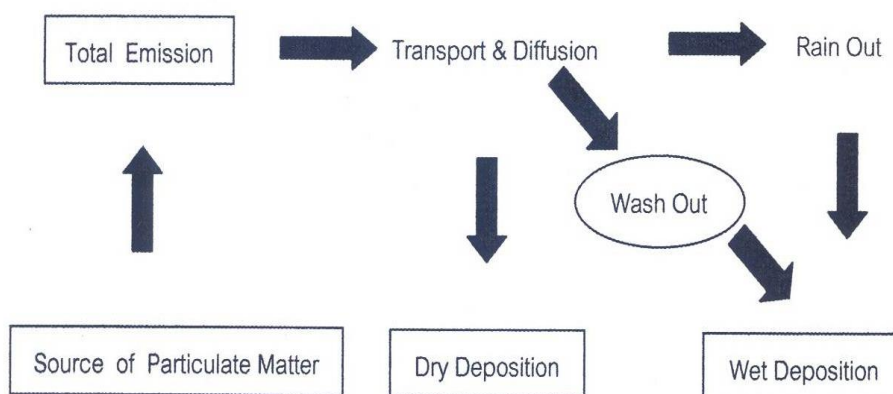 Total Emission
Transport & Diffusion
Rain Out
Wash Out
Source of Particulate Matter
Dry Deposition
Wet Deposition